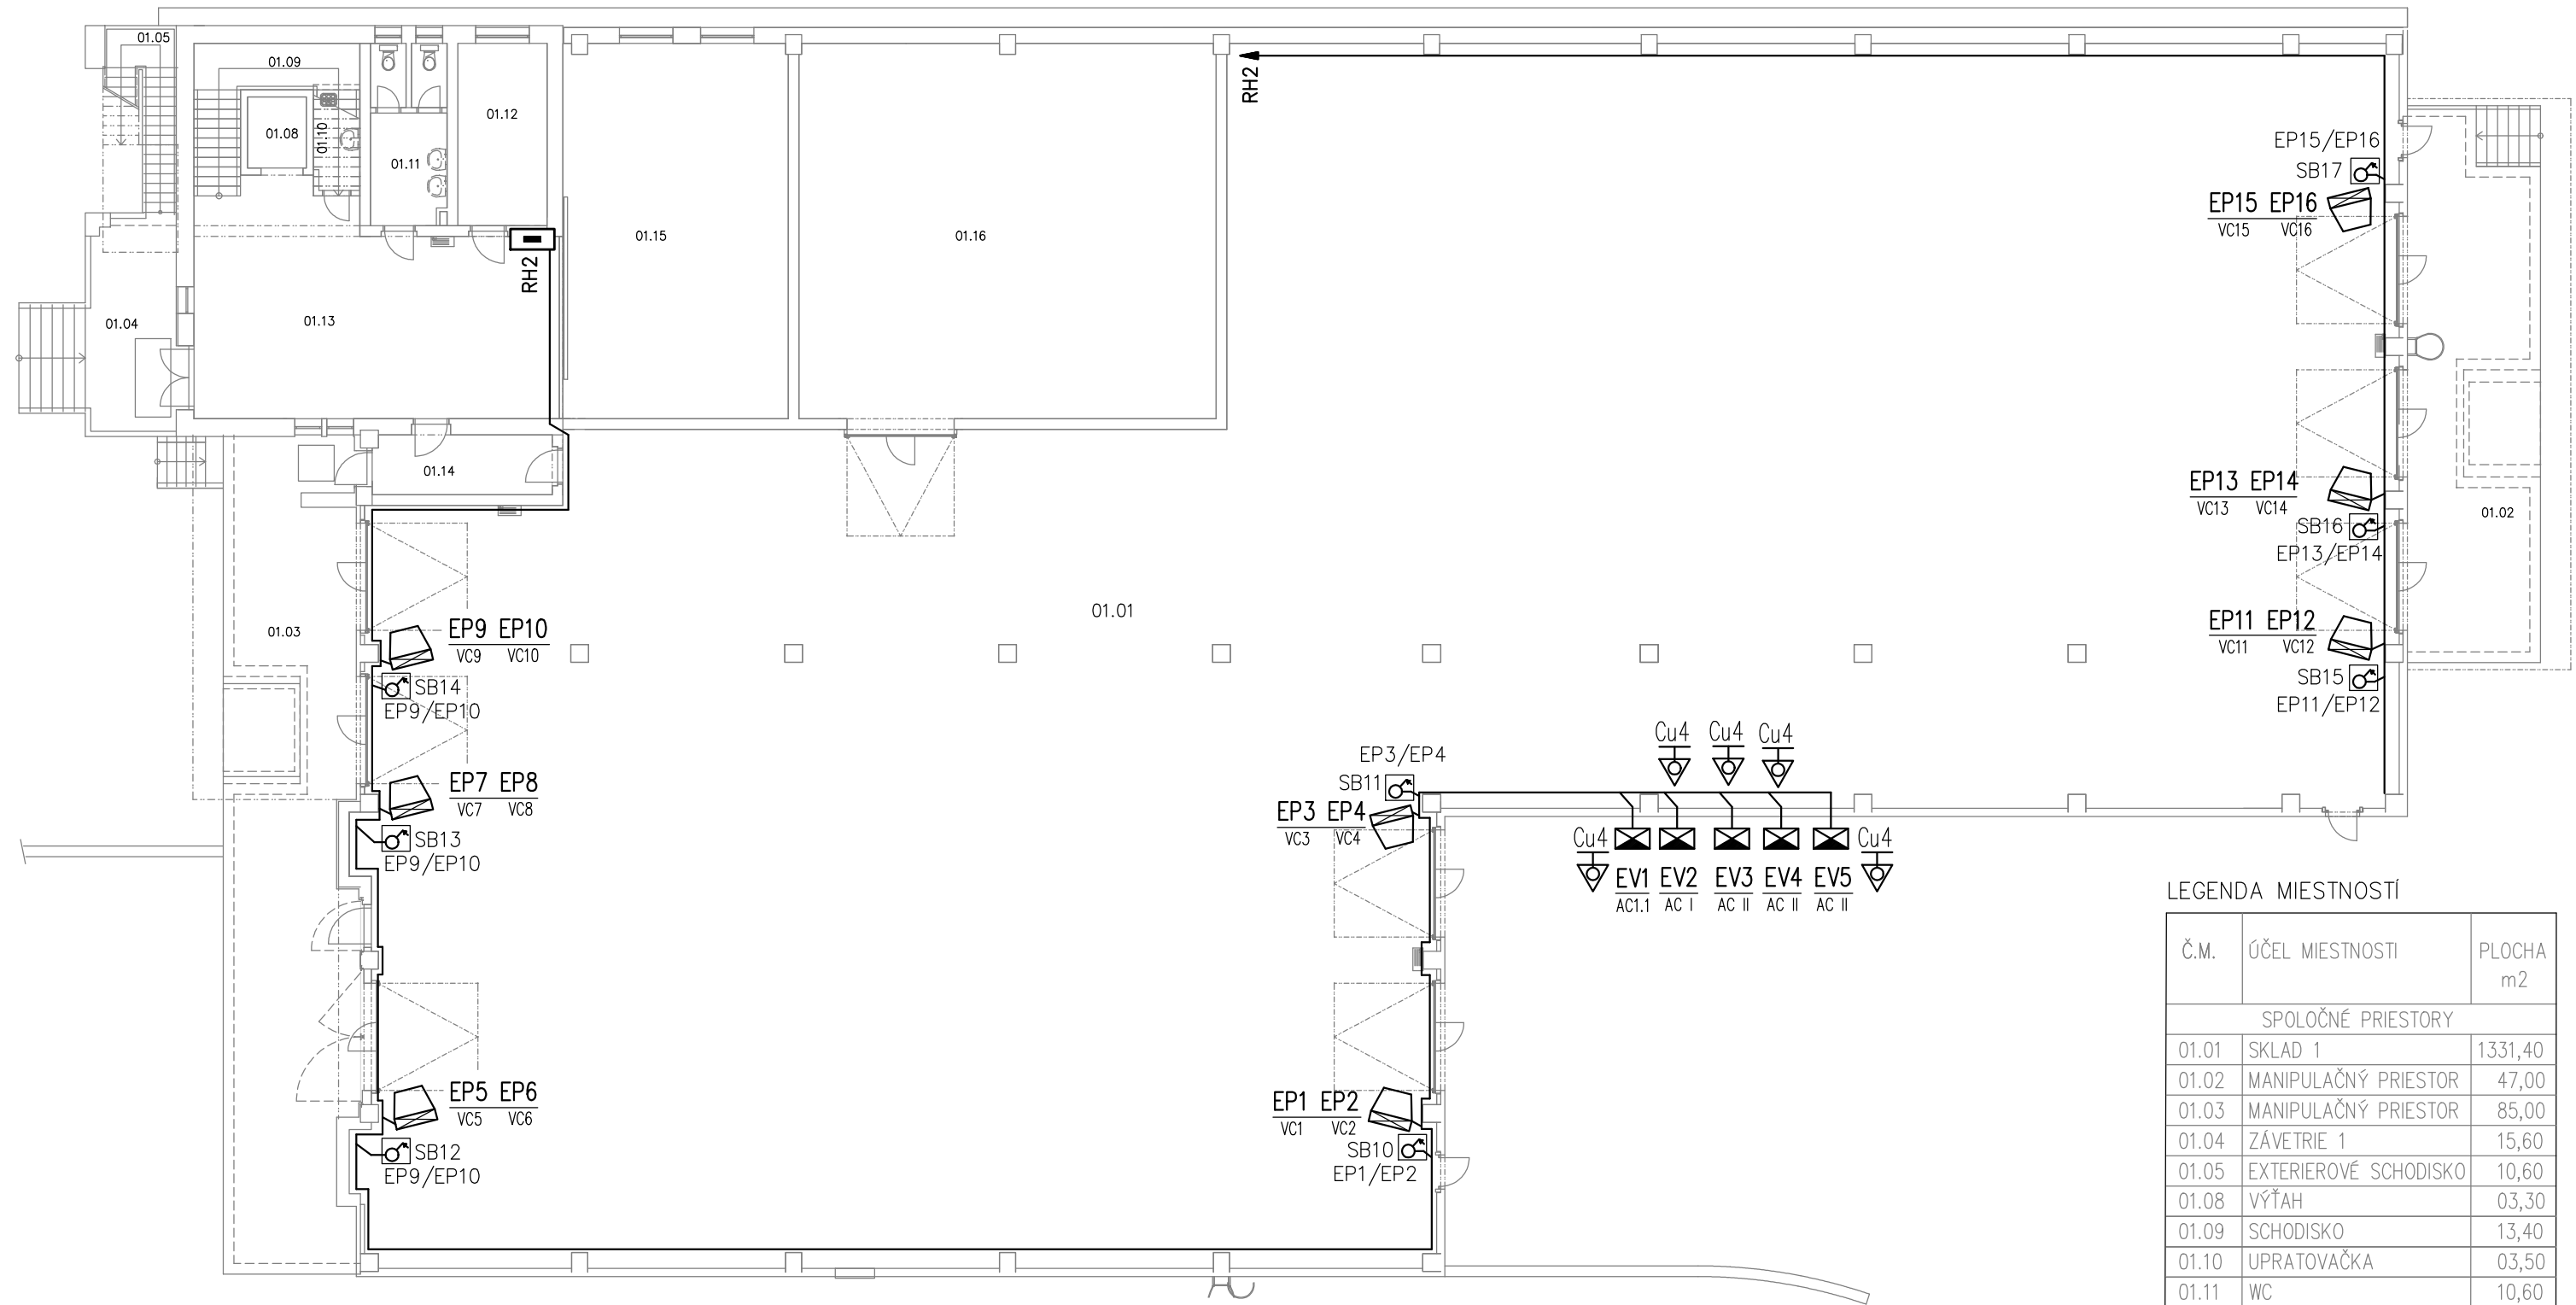 01.05
01.09
01.08
01.10
01.11
01.12
RH2
01.04
01.13
01.14
01.15
01.16
RH2
EP15/EP16
SB17
EP15 EP16
VC15 VC16
EP13 EP14
VC13 VC14
SB16
EP13/EP14
01.02
EP11 EP12
VC11 VC12
SB15
EP11/EP12
01.01
01.03
EP9 EP10
VC9 VC10
SB14
EP9/EP10
EP7 EP8
VC7 VC8
SB13
EP9/EP10
EP5 EP6
VC5 VC6
SB12
EP9/EP10
EP3/EP4
SB11
EP3 EP4
VC3 VC4
EP1 EP2
VC1 VC2
SB10
EP1/EP2
Cu4 Cu4 Cu4
Cu4 Cu4
EV1 EV2 EV3 EV4 EV5
AC1.1 AC I AC II AC II AC II
LEGENDA MIESTNOSTÍ
Č.M. ÚČEL MIESTNOSTI PLOCHA
m2
SPOLOČNÉ PRIESTORY
01.01 SKLAD 1 1331,40
01.02 MANIPULAČNÝ PRIESTOR 47,00
01.03 MANIPULAČNÝ PRIESTOR 85,00
01.04 ZÁVETRIE 1 15,60
01.05 EXTERIEROVÉ SCHODISKO 10,60
01.08 VÝŤAH 03,30
01.09 SCHODISKO 13,40
01.10 UPRATOVAČKA 03,50
01.11 WC 10,60